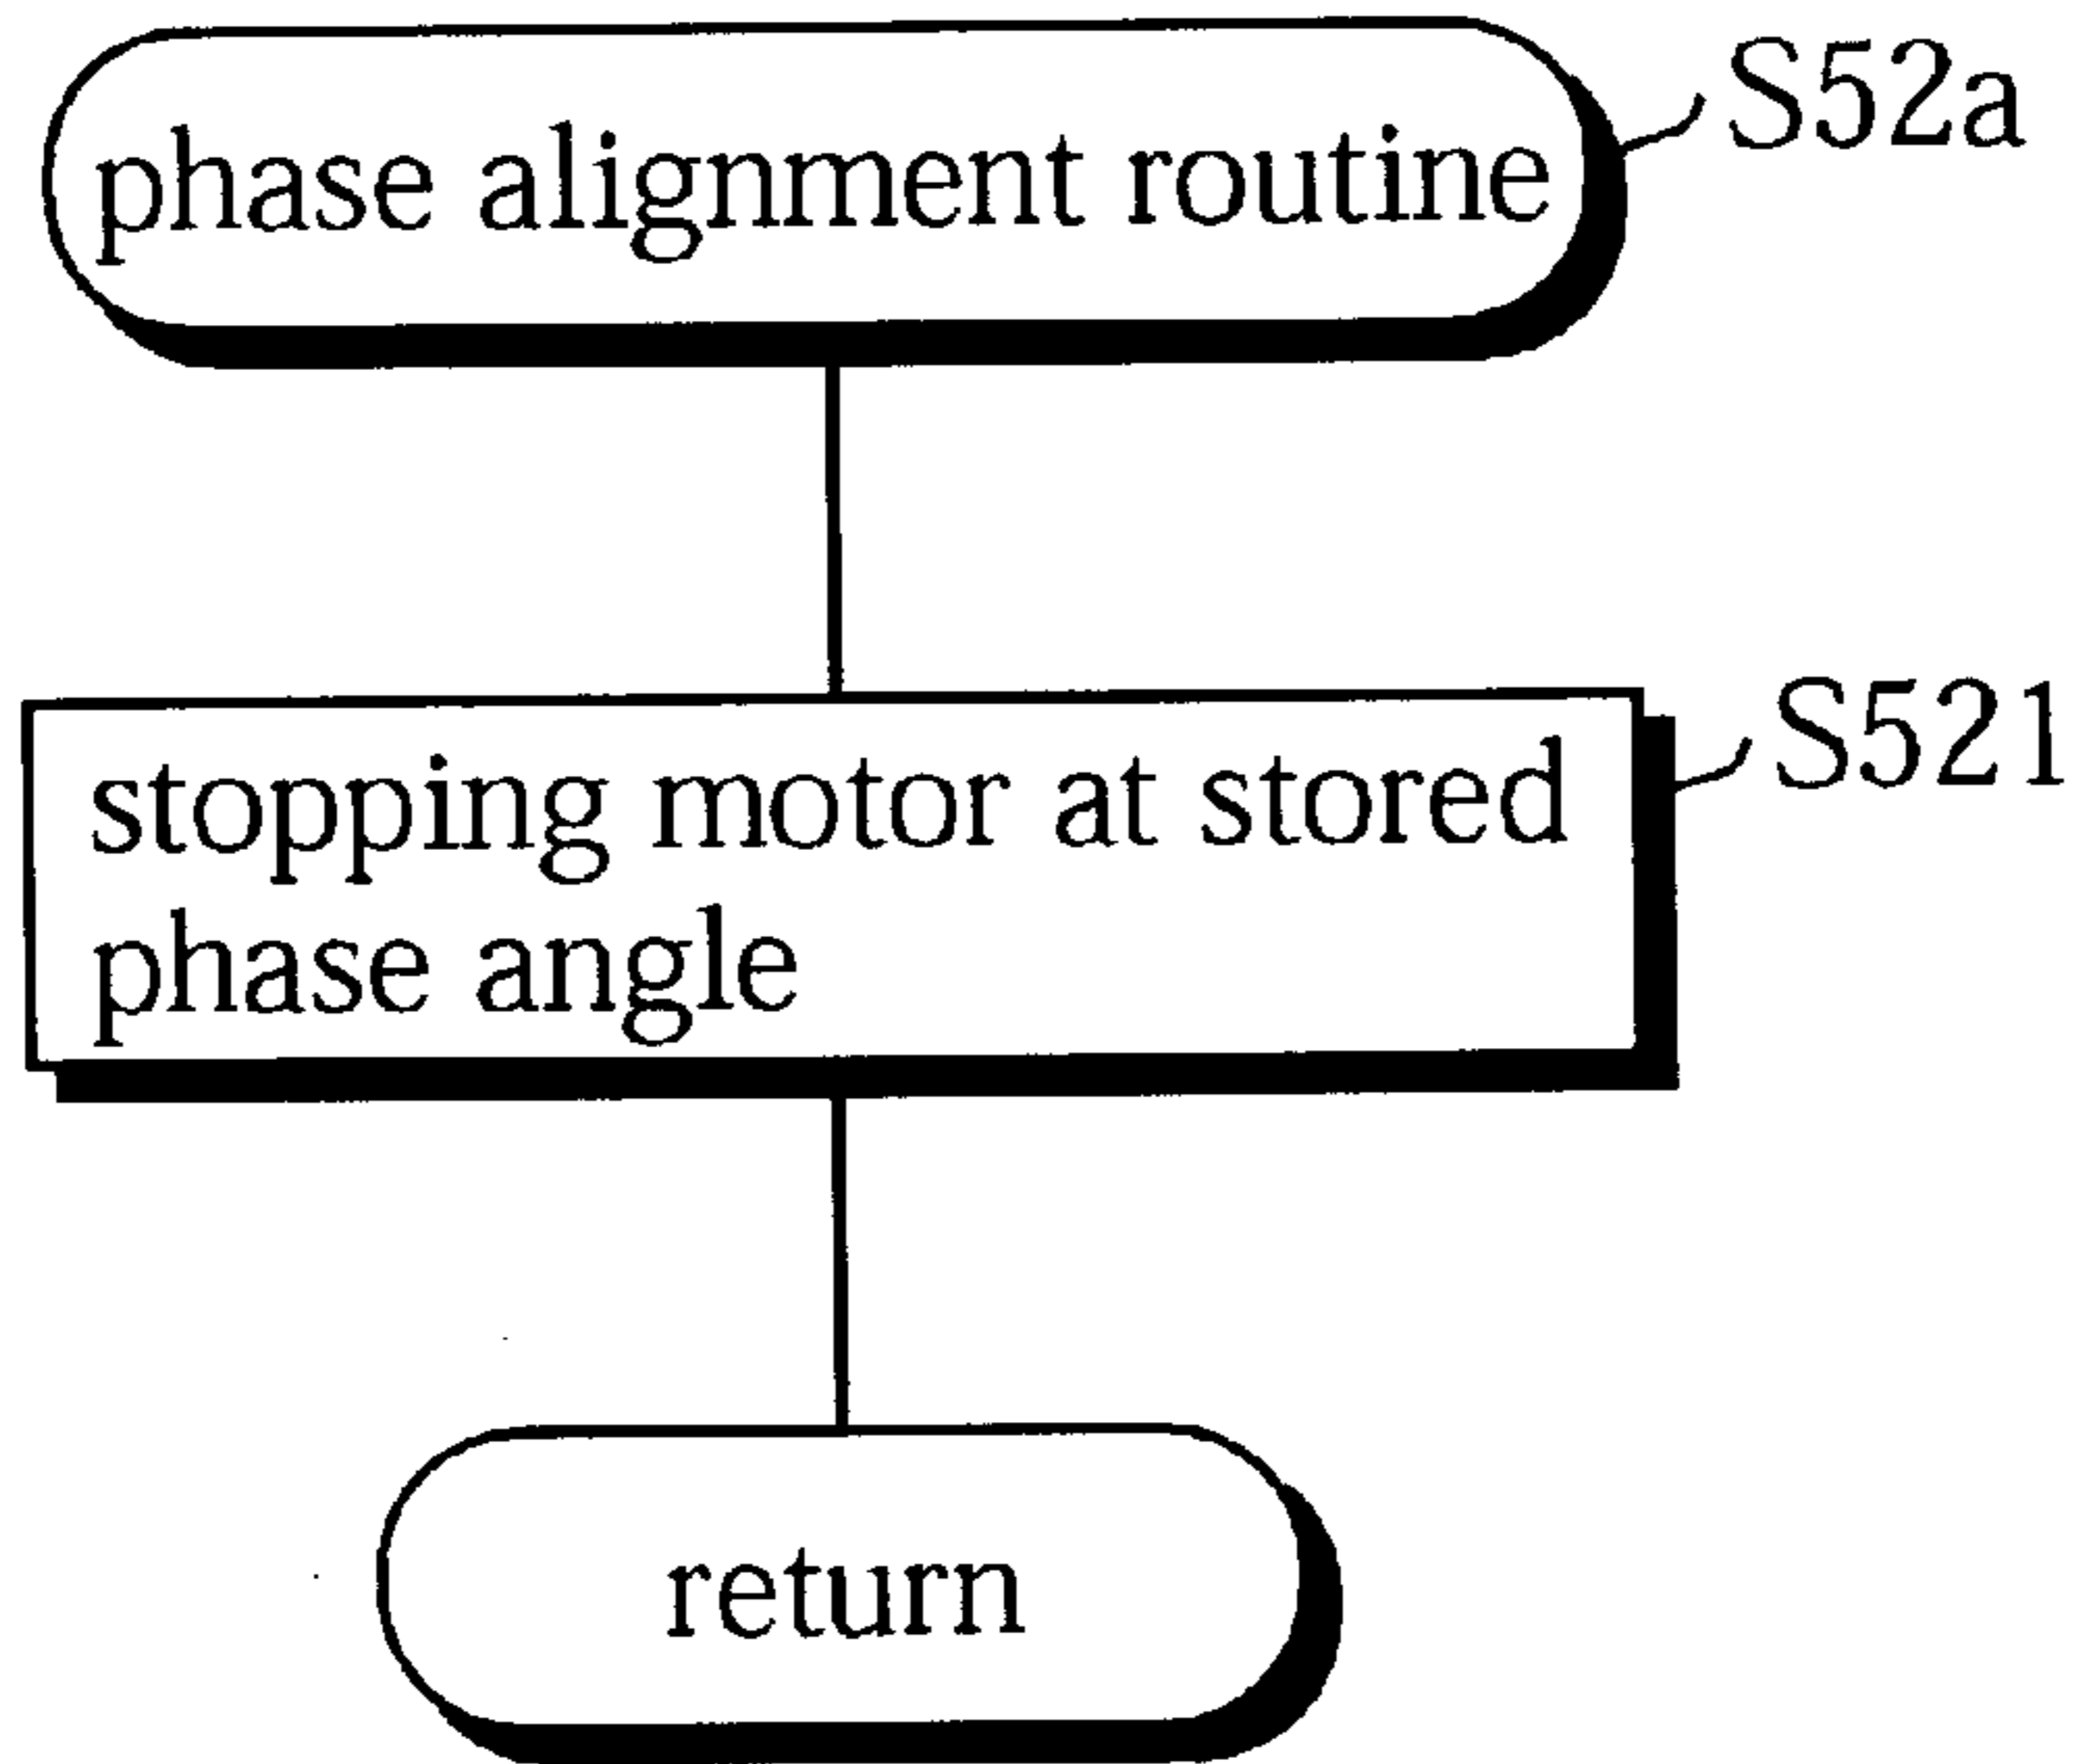 phase alignment routine
S52a
stopping motor at stored
phase angle
S521
return